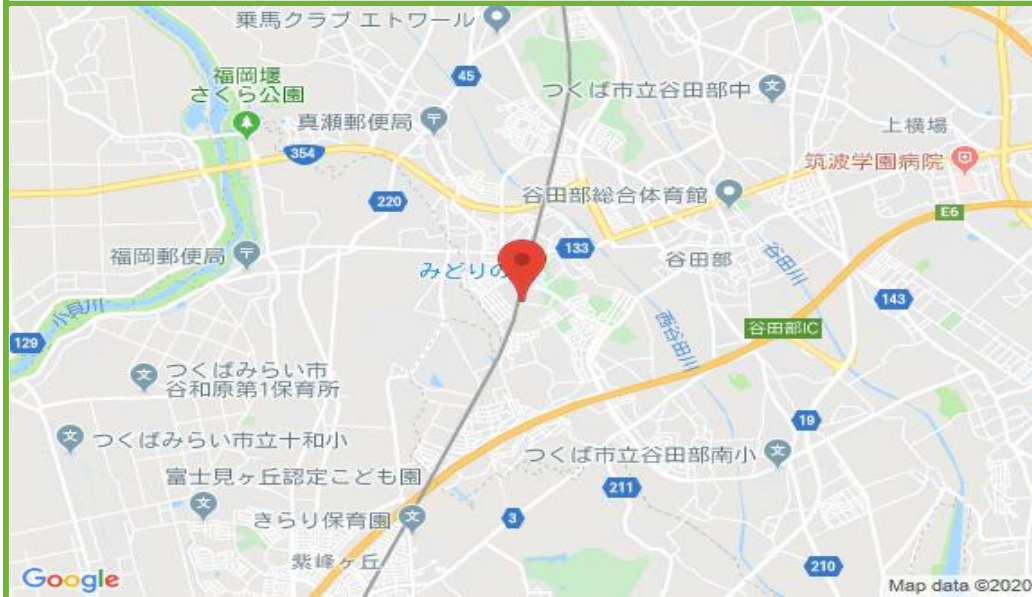 乗馬クラブ エトワール
45
福岡堰
さくら公園
つくば市立谷田部中
真瀬郵便局
上横場
354
筑波学園病院
220
谷田部総合体育館
E6
133
福岡郵便局
みどりの
谷田部
谷田川
小貝川
143
西谷田川
谷田部IC
129
つくばみらい市
谷和原第1保育所
19
つくばみらい市立十和小
つくば市立谷田部南小
富士見ヶ丘認定こども園
211
きらり保育園
3
紫峰ヶ丘
210
Google
Map data ©2020